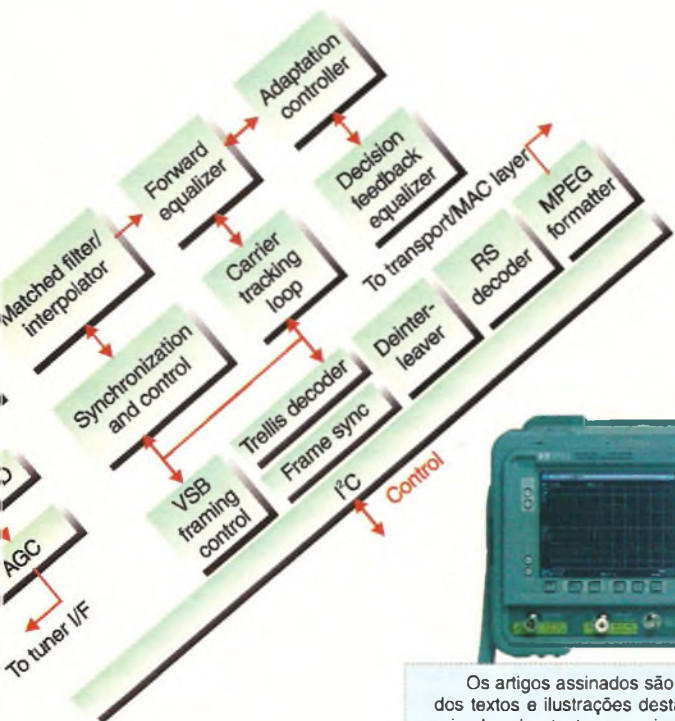 Adaptation
controller
Forward
equalizer
Decision
feedback
equalizer
To transport/MAC layer
MPEG
formatter
Matched filter/
interpolator
Carrier
tracking
loop
RS
decoder
Synchronization
and control
Deinter-
leaver
Trellis decoder
Frame sync
VSB
framing
control
I²C
Control
AGC
To tuner I/F
Os artigos assinados são
dos textos e ilustrações desta